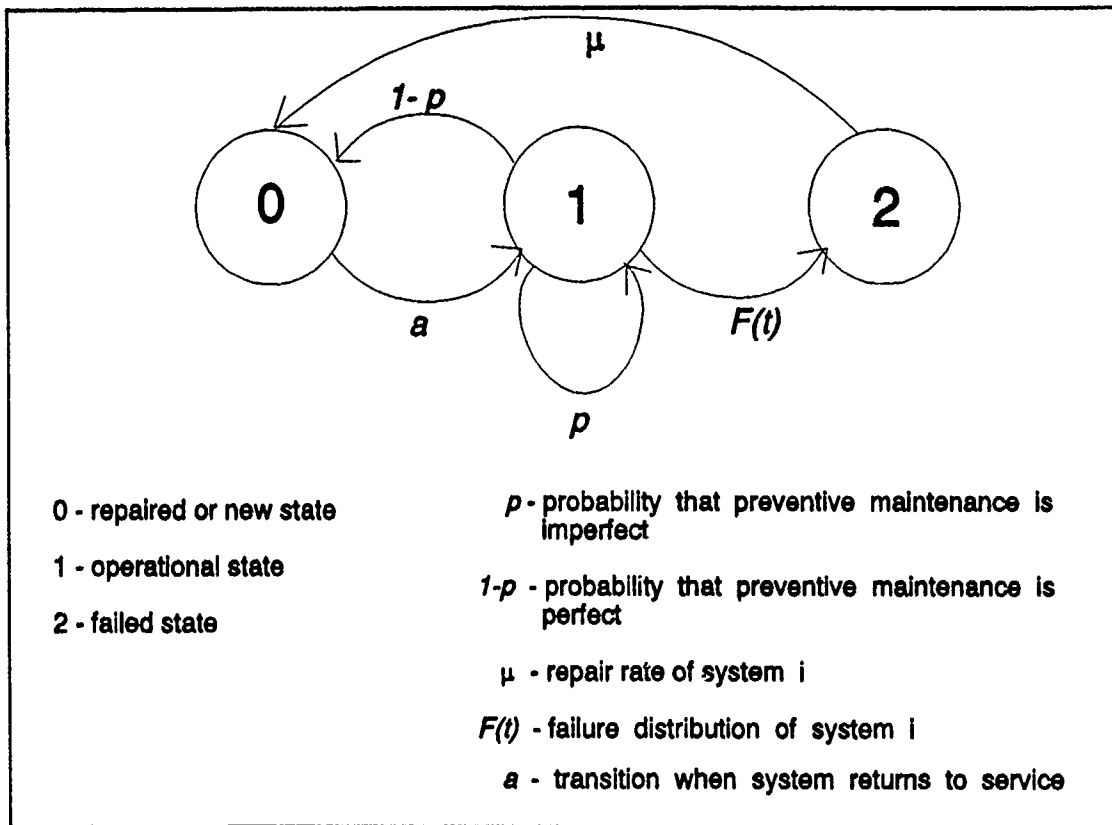 μ
1- p
0
1
2
a
F(t)
p
0 - repaired or new state
1 - operational state
2 - failed state
p - probability that preventive maintenance is
imperfect
1-p - probability that preventive maintenance is
perfect
μ - repair rate of system i
F(t) - failure distribution of system i
a - transition when system returns to service